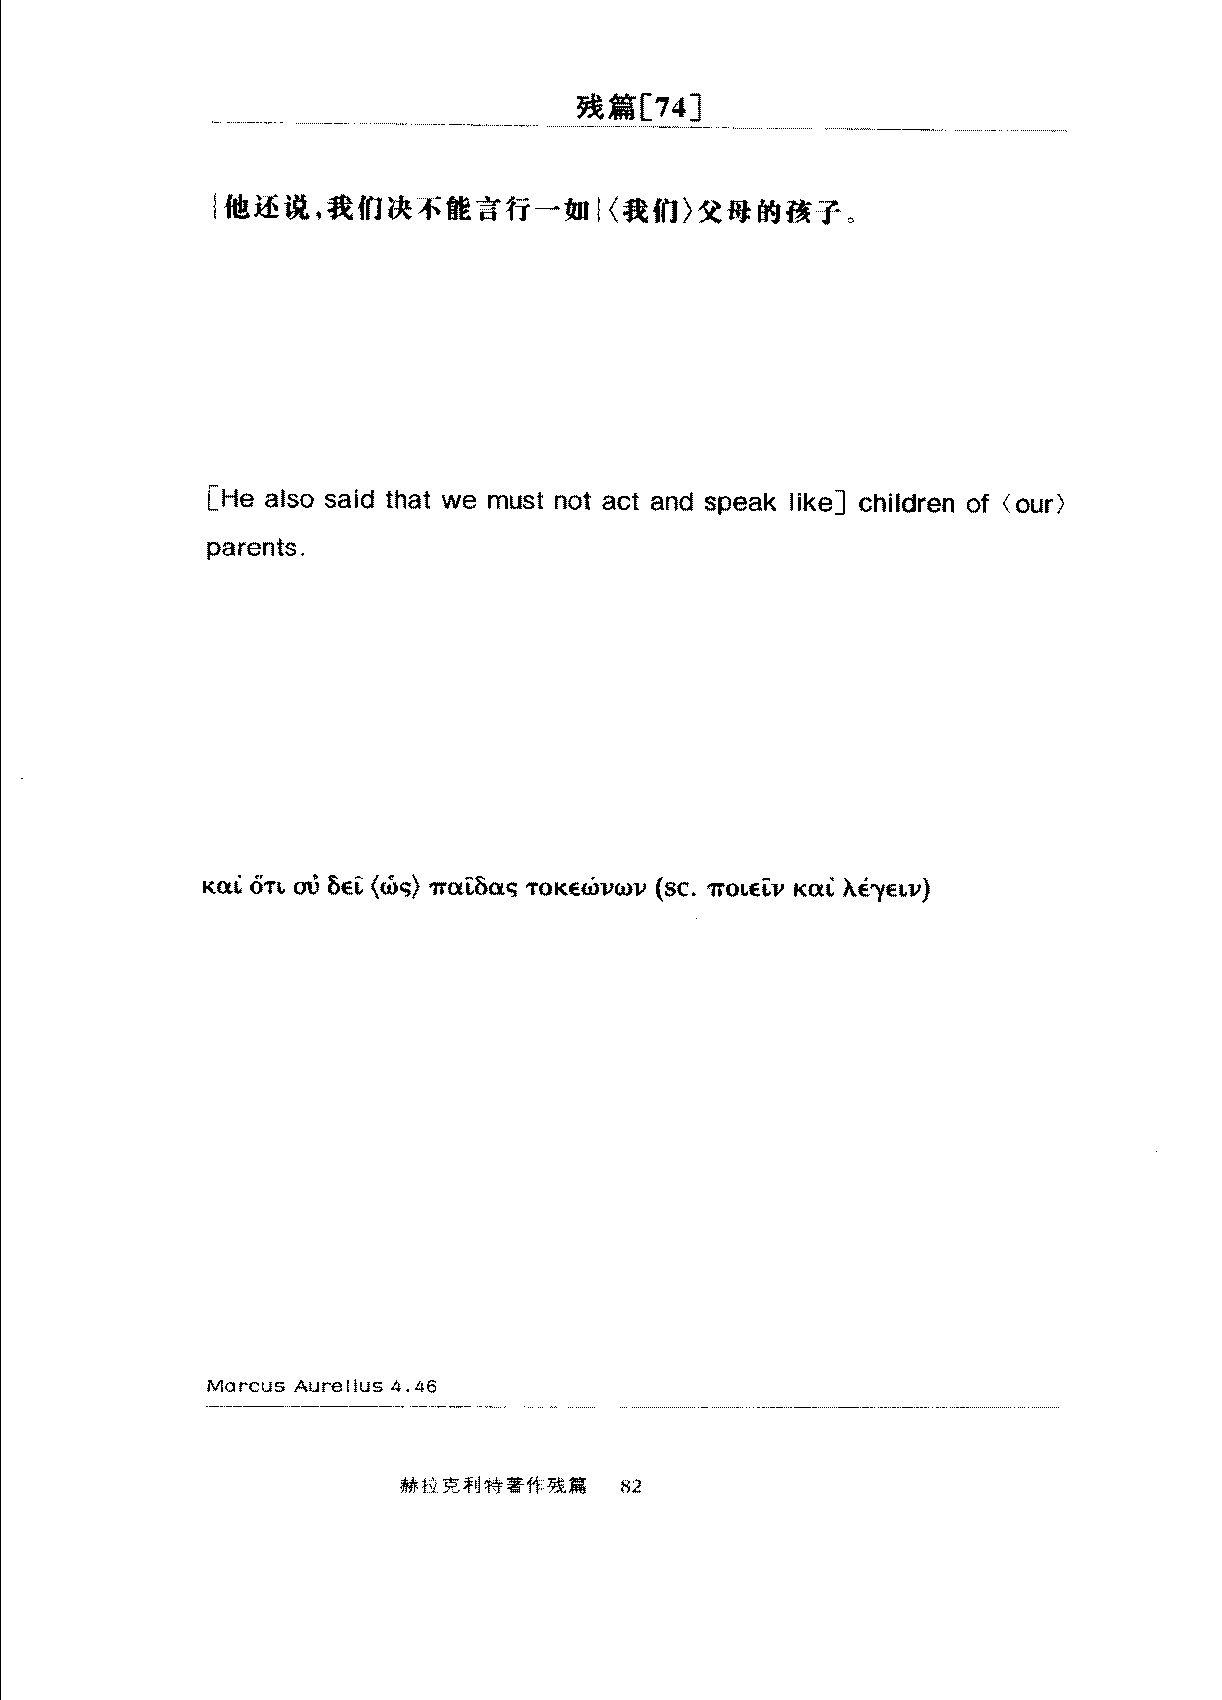 残篇[74]
{他还说,我们决不能言行一如}〈我们〉父母的孩子。
[He also said that we must not act and speak like] children of 〈our〉
parents.
καὶ ὅτι οὐ δεῖ ⟨ὡς⟩ παῖδας τοκεώνων (sc. ποιεῖν καὶ λέγειν)
Marcus Aurelius 4.46
赫拉克利特著作残篇 82